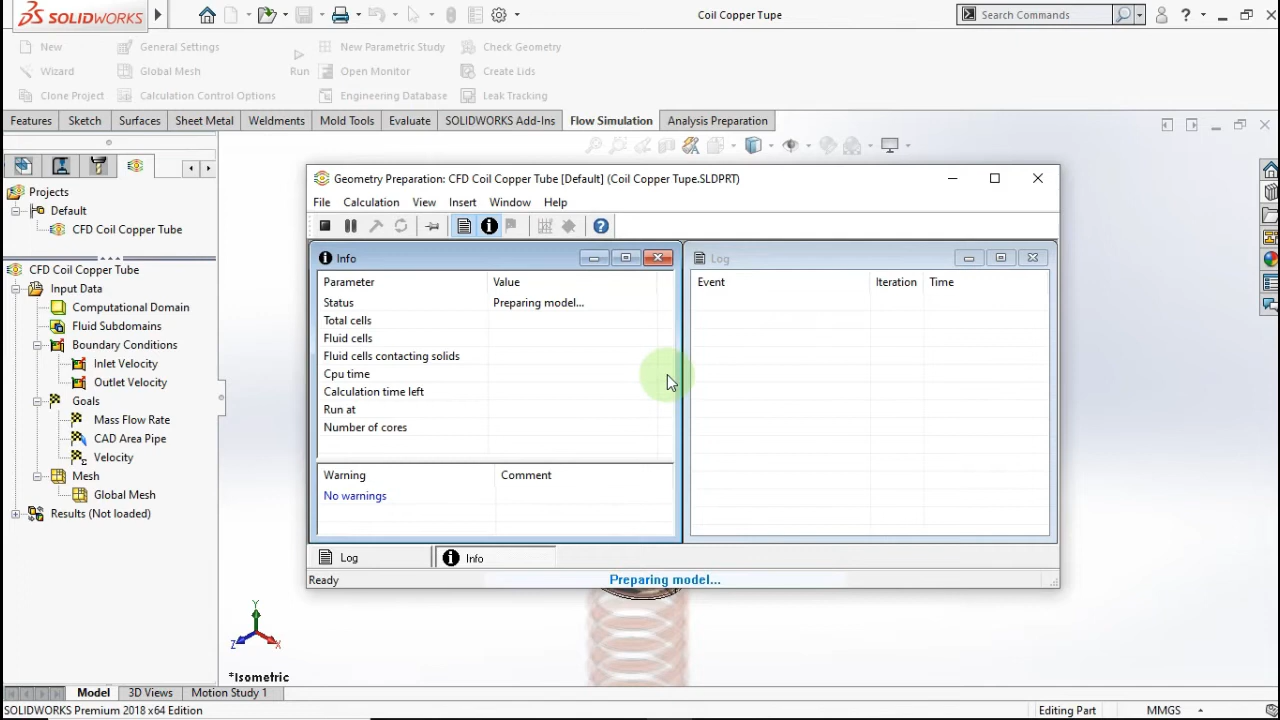 SOLIDWORKS
Coil Copper Tupe
Search Commands
New
General Settings
New Parametric Study
Check Geometry
Wizard
Global Mesh
Run
Open Monitor
Create Lids
Clone Project
Calculation Control Options
Engineering Database
Leak Tracking
Features
Sketch
Surfaces
Sheet Metal
Weldments
Mold Tools
Evaluate
SOLIDWORKS Add-Ins
Flow Simulation
Analysis Preparation
Projects
Default
CFD Coil Copper Tube
CFD Coil Copper Tube
Input Data
Computational Domain
Fluid Subdomains
Boundary Conditions
Inlet Velocity
Outlet Velocity
Goals
Mass Flow Rate
CAD Area Pipe
Velocity
Mesh
Global Mesh
Results (Not loaded)
Geometry Preparation: CFD Coil Copper Tube [Default] (Coil Copper Tupe.SLDPRT)
File
Calculation
View
Insert
Window
Help
Info
Parameter
Value
Status
Preparing model...
Total cells
Fluid cells
Fluid cells contacting solids
Cpu time
Calculation time left
Run at
Number of cores
Warning
Comment
No warnings
Log
Event
Iteration
Time
Log
Info
Ready
Preparing model...
Y
Z
X
*Isometric
Model
3D Views
Motion Study 1
SOLIDWORKS Premium 2018 x64 Edition
Editing Part
MMGS